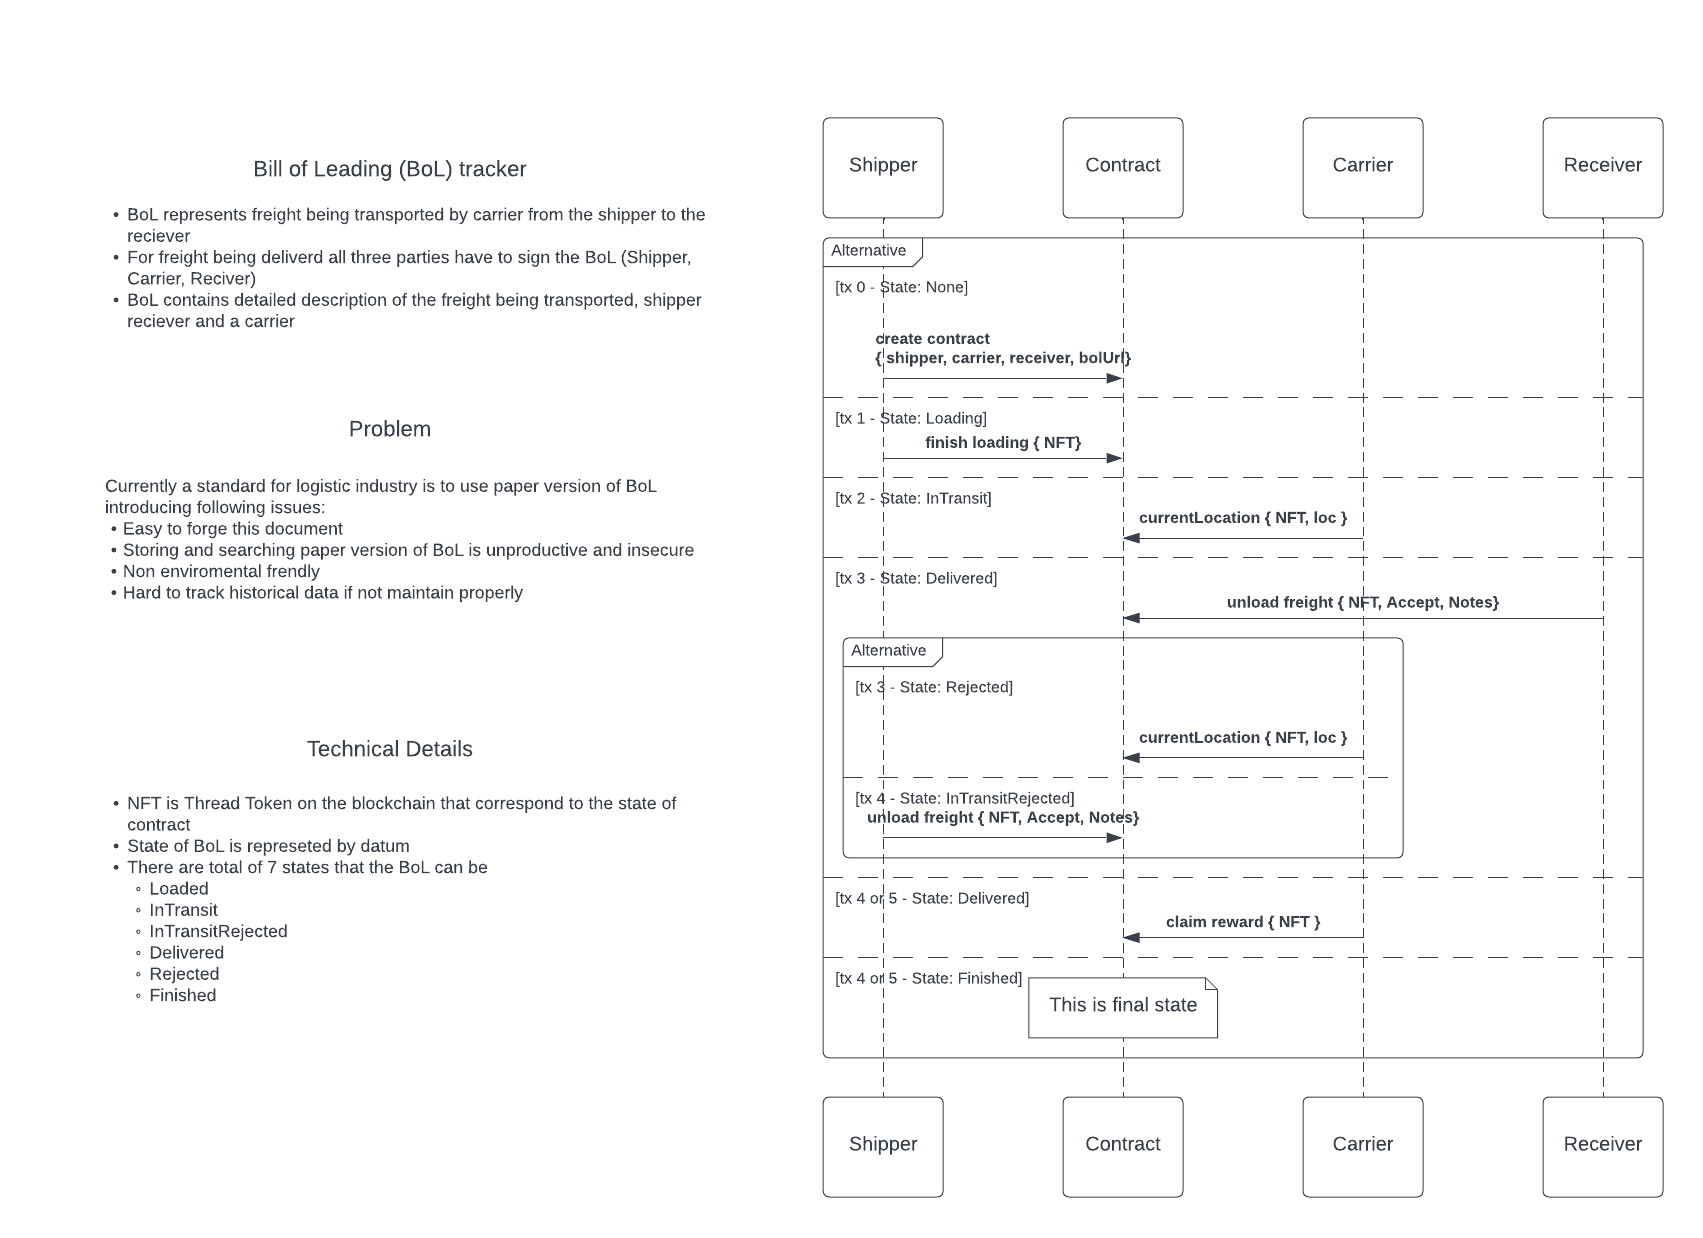 Bill of Leading (BoL) tracker
• BoL represents freight being transported by carrier from the shipper to the
reciever
• For freight being deliverd all three parties have to sign the BoL (Shipper,
Carrier, Reciver)
• BoL contains detailed description of the freight being transported, shipper
reciever and a carrier
Problem
Currently a standard for logistic industry is to use paper version of BoL
introducing following issues:
• Easy to forge this document
• Storing and searching paper version of BoL is unproductive and insecure
• Non enviromental frendly
• Hard to track historical data if not maintain properly
Technical Details
• NFT is Thread Token on the blockchain that correspond to the state of
contract
• State of BoL is represeted by datum
• There are total of 7 states that the BoL can be
◦ Loaded
◦ InTransit
◦ InTransitRejected
◦ Delivered
◦ Rejected
◦ Finished
Shipper
Contract
Carrier
Receiver
Alternative
[tx 0 - State: None]
create contract
{ shipper, carrier, receiver, bolUrl}
[tx 1 - State: Loading]
finish loading { NFT}
[tx 2 - State: InTransit]
currentLocation { NFT, loc }
[tx 3 - State: Delivered]
unload freight { NFT, Accept, Notes}
Alternative
[tx 3 - State: Rejected]
currentLocation { NFT, loc }
[tx 4 - State: InTransitRejected]
unload freight { NFT, Accept, Notes}
[tx 4 or 5 - State: Delivered]
claim reward { NFT }
[tx 4 or 5 - State: Finished]
This is final state
Shipper
Contract
Carrier
Receiver